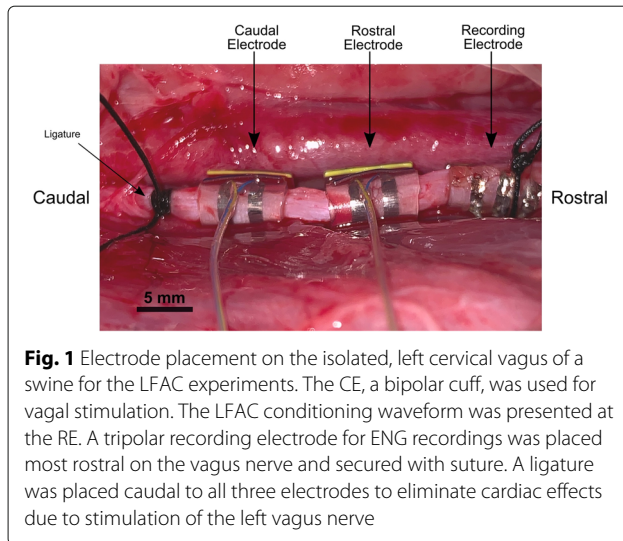 Caudal
Electrode
Rostral
Electrode
Recording
Electrode
Ligature
Caudal
Rostral
5 mm
Fig. 1 Electrode placement on the isolated, left cervical vagus of a
swine for the LFAC experiments. The CE, a bipolar cuff, was used for
vagal stimulation. The LFAC conditioning waveform was presented at
the RE. A tripolar recording electrode for ENG recordings was placed
most rostral on the vagus nerve and secured with suture. A ligature
was placed caudal to all three electrodes to eliminate cardiac effects
due to stimulation of the left vagus nerve